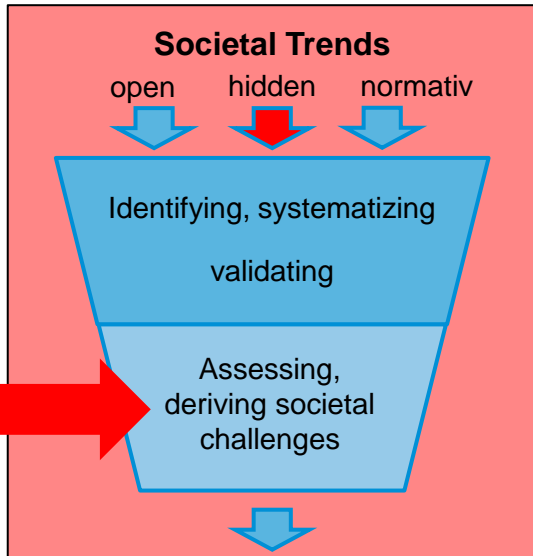 Societal Trends
open hidden normativ
Identifying, systematizing
validating
Assessing,
deriving societal
challenges